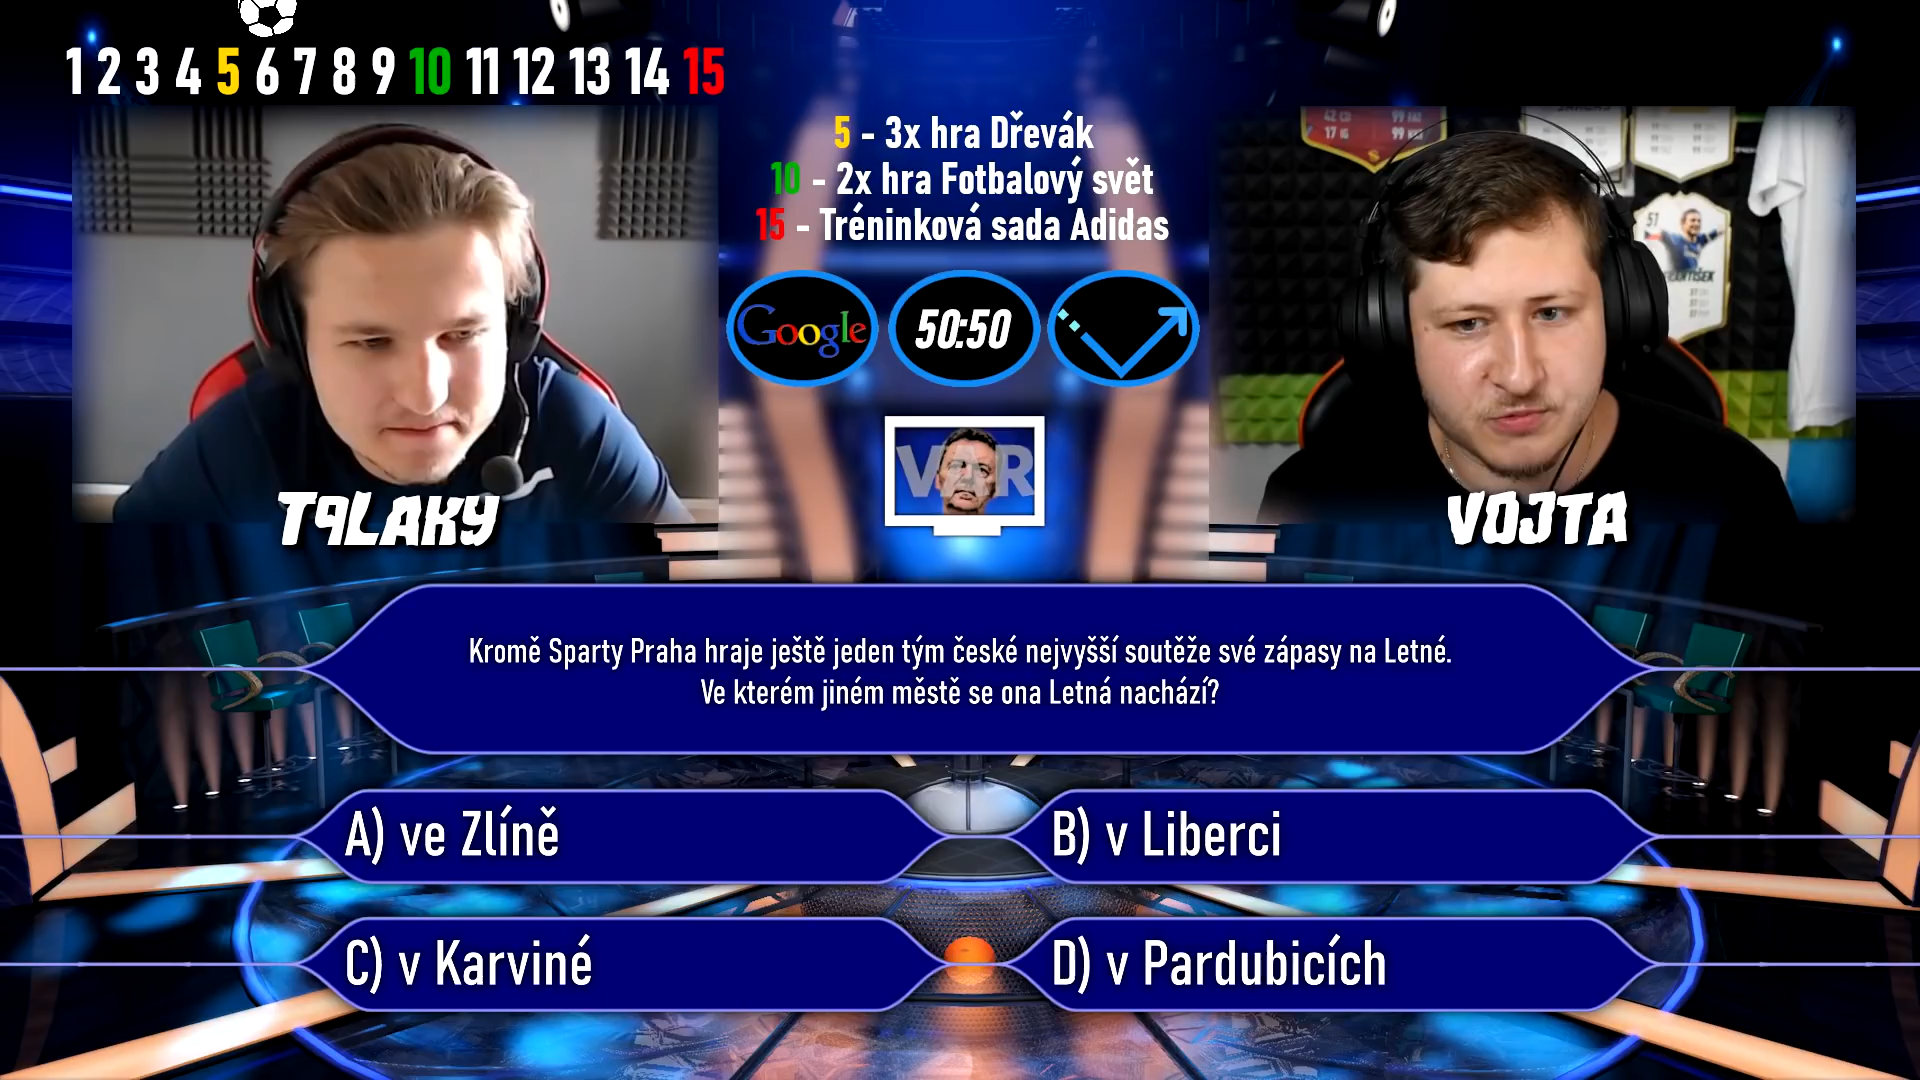 1 2 3 4 5 6 7 8 9 10 11 12 13 14 15
5 - 3x hra Dřevák
10 - 2x hra Fotbalový svět
15 - Tréninková sada Adidas
Google
50:50
VAR
T9LAKY
VOJTA
Kromě Sparty Praha hraje ještě jeden tým české nejvyšší soutěže své zápasy na Letné.
Ve kterém jiném městě se ona Letná nachází?
A) ve Zlíně
B) v Liberci
C) v Karviné
D) v Pardubicích